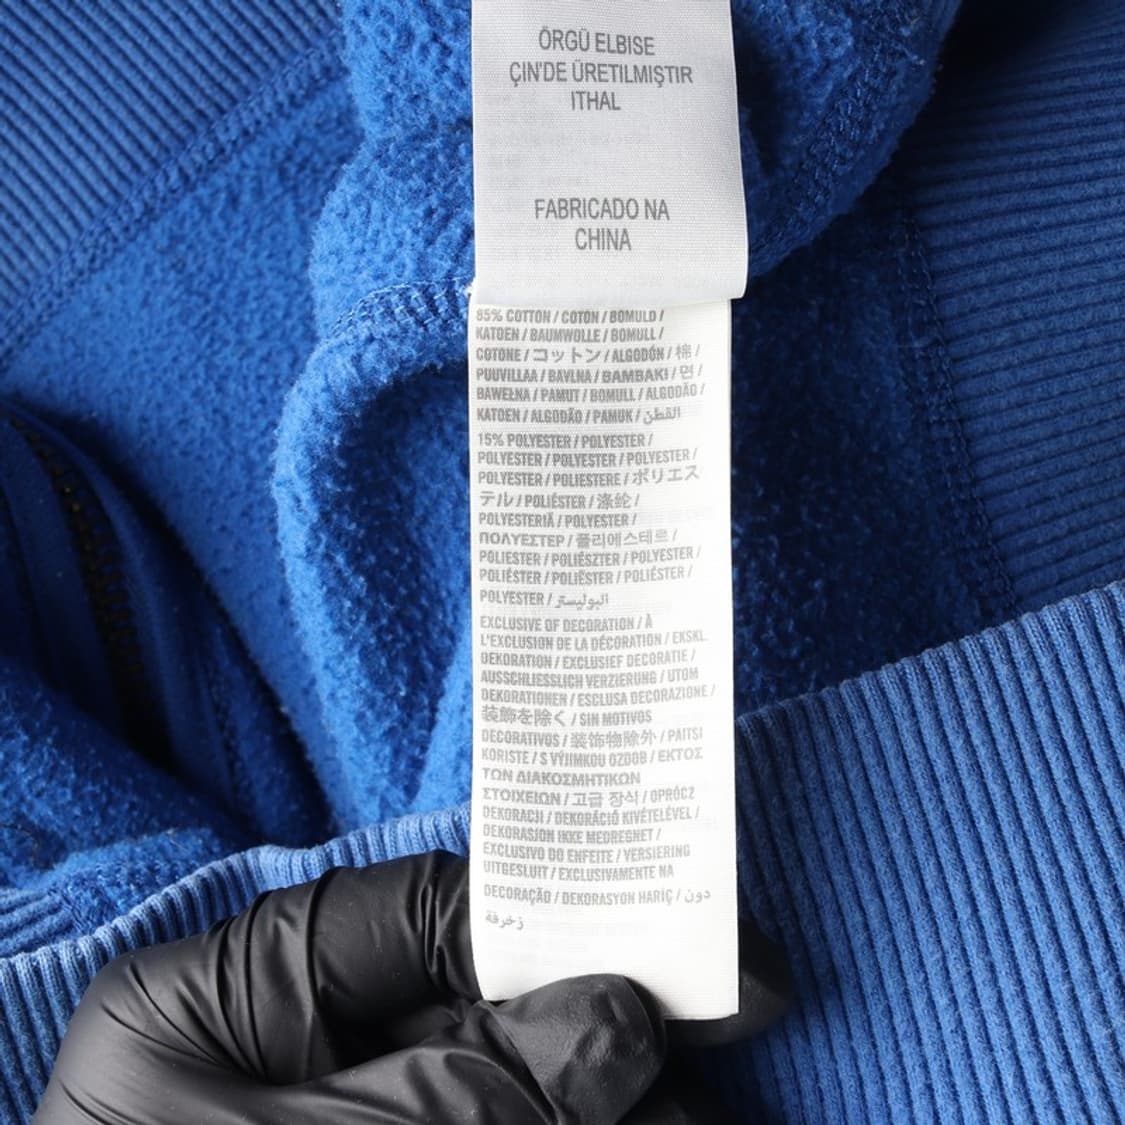 ÖRGÜ ELBISE
ÇIN'DE ÜRETILMIŞTIR
ITHAL
FABRICADO NA
CHINA
85% COTTON / COTON / BOMULD /
KATOEN / BAUMWOLLE / BOMULL /
COTONE / コットン / ALGODÓN / 棉 /
PUUVILLAA / BAVLNA / BAMBAKI / 면 /
BAWEŁNA / PAMUT / BOMULL / ALGODÃO /
KATOEN / ALGODÃO / PAMUK / القطن
15% POLYESTER / POLYESTER /
POLYESTER / POLYESTER / POLYESTER /
POLYESTER / POLIESTERE / ポリエス
テル / POLIÉSTER / 涤纶 /
POLYESTERIÄ / POLYESTER /
ΠΟΛΥΕΣΤΕΡ / 폴리에스테르 /
POLIESTER / POLIÉSZTER / POLYESTER /
POLIÉSTER / POLIËSTER / POLIÉSTER /
POLYESTER / البوليستر
EXCLUSIVE OF DECORATION / À
L'EXCLUSION DE LA DÉCORATION / EKSKL.
DEKORATION / EXCLUSIEF DECORATIE /
AUSSCHLIESSLICH VERZIERUNG / UTOM
DEKORATIONER / ESCLUSA DECORAZIONE /
装飾を除く / SIN MOTIVOS
DECORATIVOS / 装饰物除外 / PAITSI
KORISTE / S VÝJIMKOU OZDOB / ΕΚΤΟΣ
ΤΩΝ ΔΙΑΚΟΣΜΗΤΙΚΩΝ
ΣΤΟΙΧΕΙΩΝ / 고급 장식 / OPRÓCZ
DEKORACJI / DEKORÁCIÓ KIVÉTELÉVEL /
DEKORASJON IKKE MEDREGNET /
EXCLUSIVO DO ENFEITE / VERSIERING
UITGESLUIT / EXCLUSIVAMENTE NA
DECORAÇÃO / DEKORASYON HARİÇ / دون
زخرفة